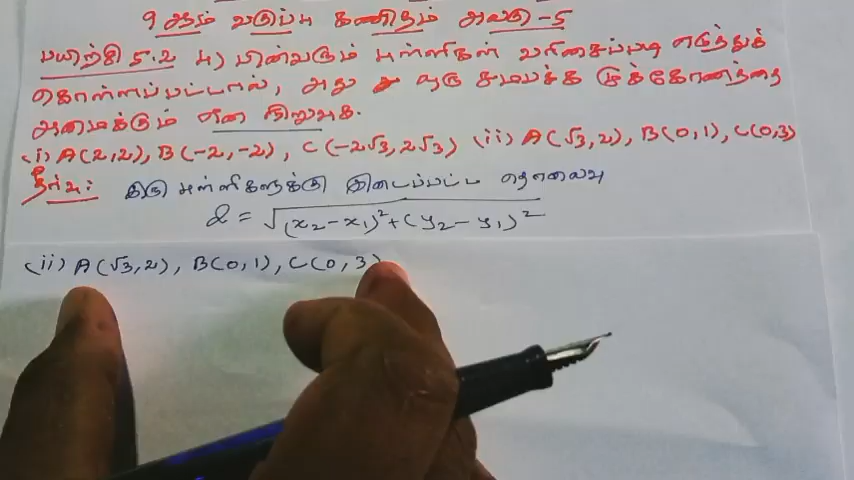 9 ஆம் வகுப்பு கணிதம் அலகு -5
பயிற்சி 5.2 4) பின்வரும் புள்ளிகள் வரிசைப்படி எடுத்துக்
கொள்ளப்பட்டால், அது ஒரு சமபக்க முக்கோணத்தை
அமைக்கும் என நிறுவுக.
(i) A(2,2), B(-2,-2), C(-2√3, 2√3) (ii) A(√3,2), B(0,1), C(0,3)
தீர்வு: இரு புள்ளிகளுக்கு இடைப்பட்ட தொலைவு
d = √(x₂-x₁)²+(y₂-y₁)²
(ii) A(√3,2), B(0,1), C(0,3)